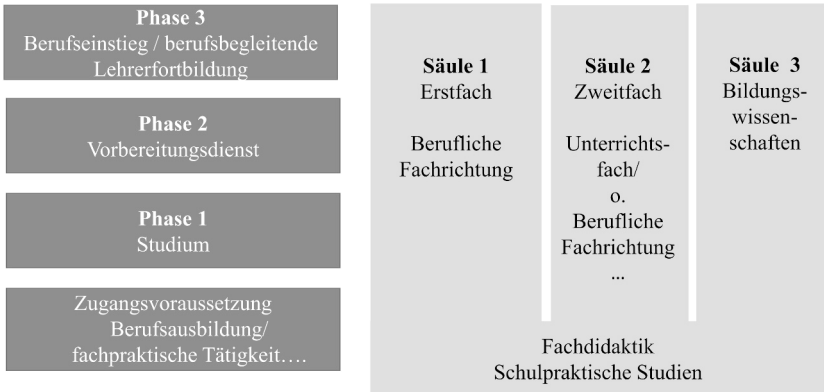 Phase 3
Berufseinstieg / berufsbegleitende
Lehrerfortbildung
Phase 2
Vorbereitungsdienst
Phase 1
Studium
Zugangsvoraussetzung
Berufsausbildung/
fachpraktische Tätigkeit….
Säule 1
Erstfach
Berufliche
Fachrichtung
Säule 2
Zweitfach
Unterrichts-
fach/
o.
Berufliche
Fachrichtung
...
Säule 3
Bildungs-
wissen-
schaften
Fachdidaktik
Schulpraktische Studien